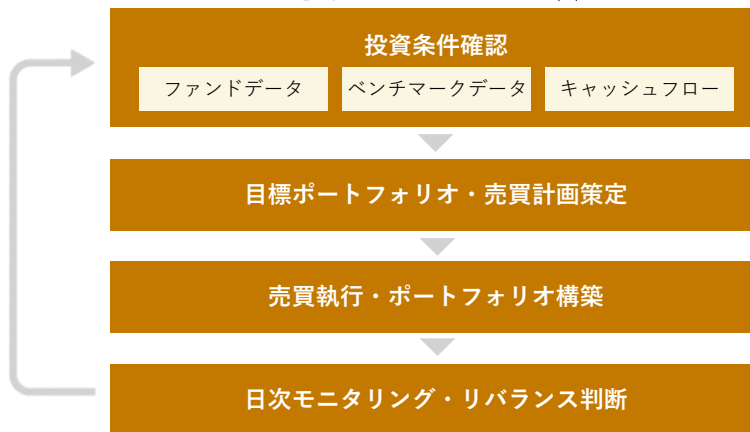 投資条件確認
ファンドデータ ベンチマークデータ キャッシュフロー
目標ポートフォリオ・売買計画策定
売買執行・ポートフォリオ構築
日次モニタリング・リバランス判断